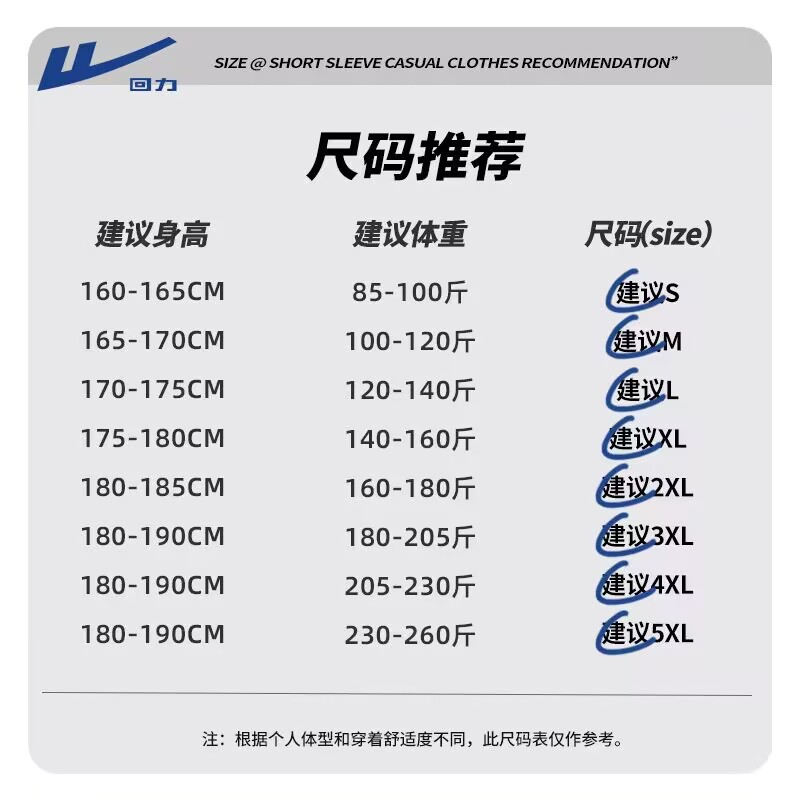 回力
SIZE @ SHORT SLEEVE CASUAL CLOTHES RECOMMENDATION”
尺码推荐
建议身高 建议体重 尺码(size)
160-165CM 85-100斤 建议S
165-170CM 100-120斤 建议M
170-175CM 120-140斤 建议L
175-180CM 140-160斤 建议XL
180-185CM 160-180斤 建议2XL
180-190CM 180-205斤 建议3XL
180-190CM 205-230斤 建议4XL
180-190CM 230-260斤 建议5XL
注：根据个人体型和穿着舒适度不同，此尺码表仅作参考。